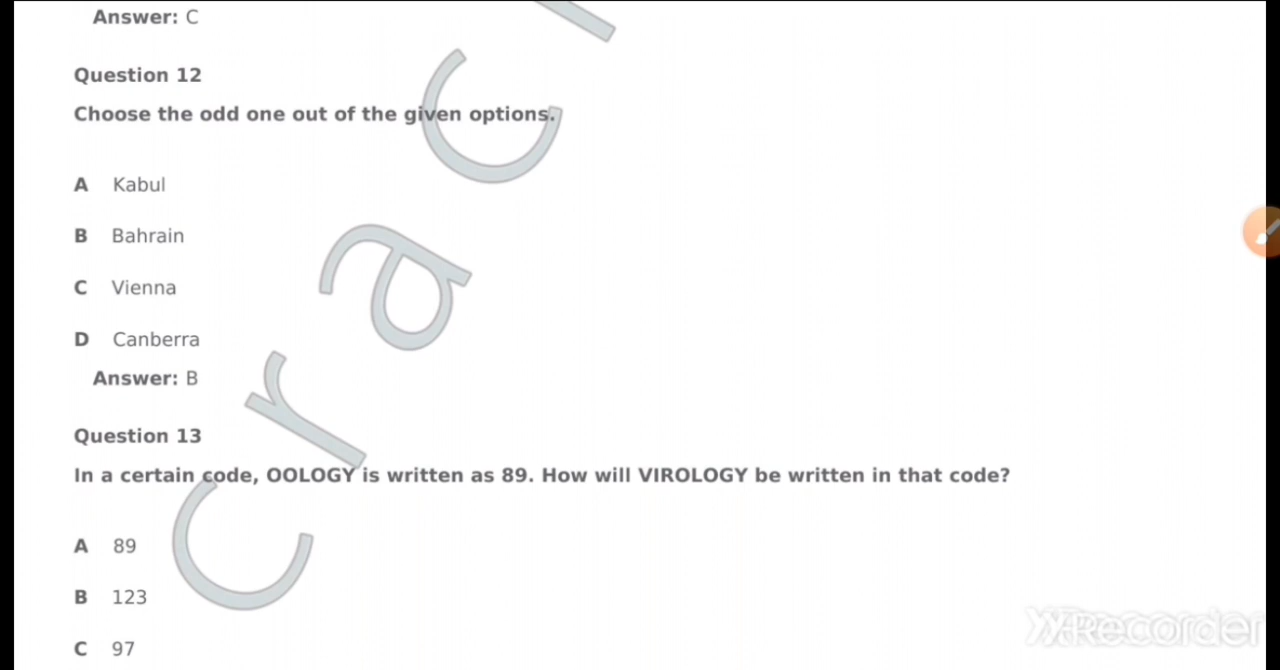 Answer: C
Question 12
Choose the odd one out of the given options.
A Kabul
B Bahrain
C Vienna
D Canberra
Answer: B
Question 13
In a certain code, OOLOGY is written as 89. How will VIROLOGY be written in that code?
A 89
B 123
C 97
crac
XRecorder